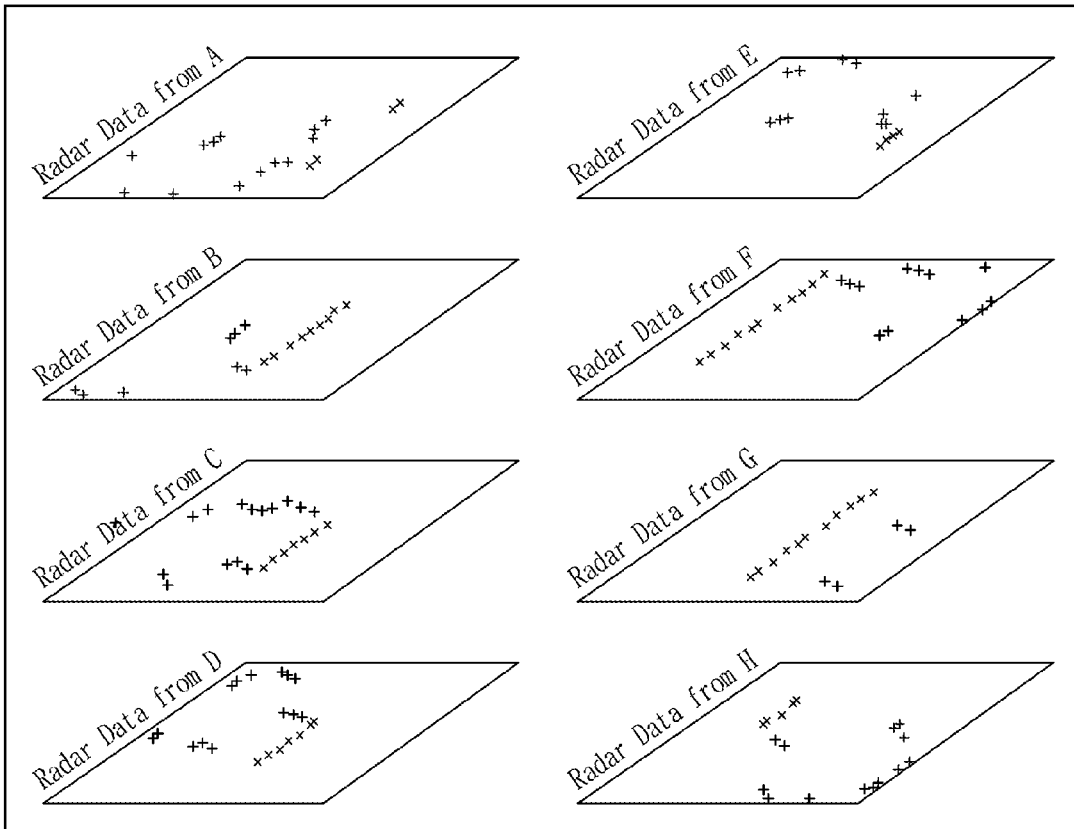 Radar Data from A
Radar Data from B
Radar Data from C
Radar Data from D
Radar Data from E
Radar Data from F
Radar Data from G
Radar Data from H